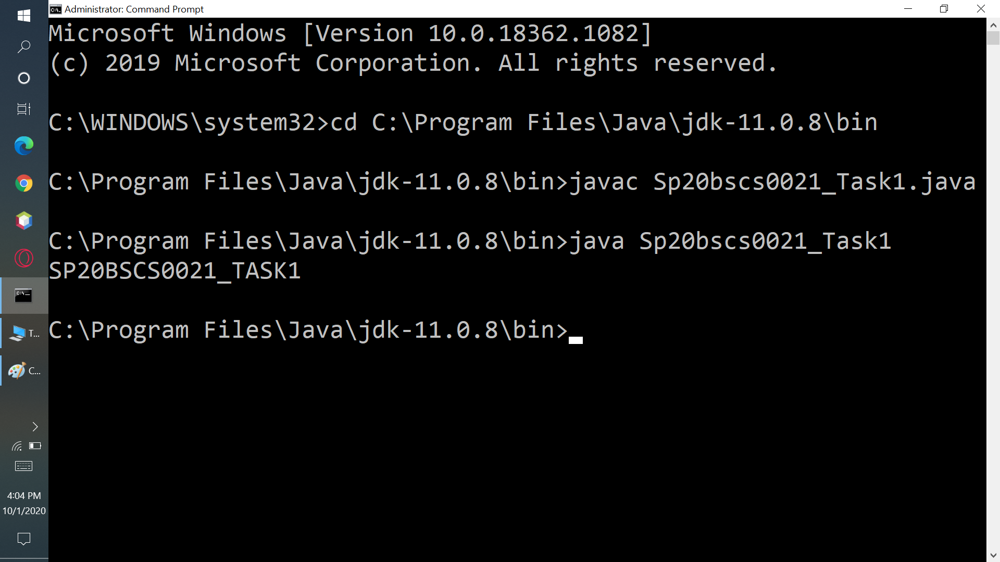 Administrator: Command Prompt
Microsoft Windows [Version 10.0.18362.1082]
(c) 2019 Microsoft Corporation. All rights reserved.
C:\WINDOWS\system32>cd C:\Program Files\Java\jdk-11.0.8\bin
C:\Program Files\Java\jdk-11.0.8\bin>javac Sp20bscs0021_Task1.java
C:\Program Files\Java\jdk-11.0.8\bin>java Sp20bscs0021_Task1
SP20BSCS0021_TASK1
C:\Program Files\Java\jdk-11.0.8\bin>
T...
C...
4:04 PM
10/1/2020